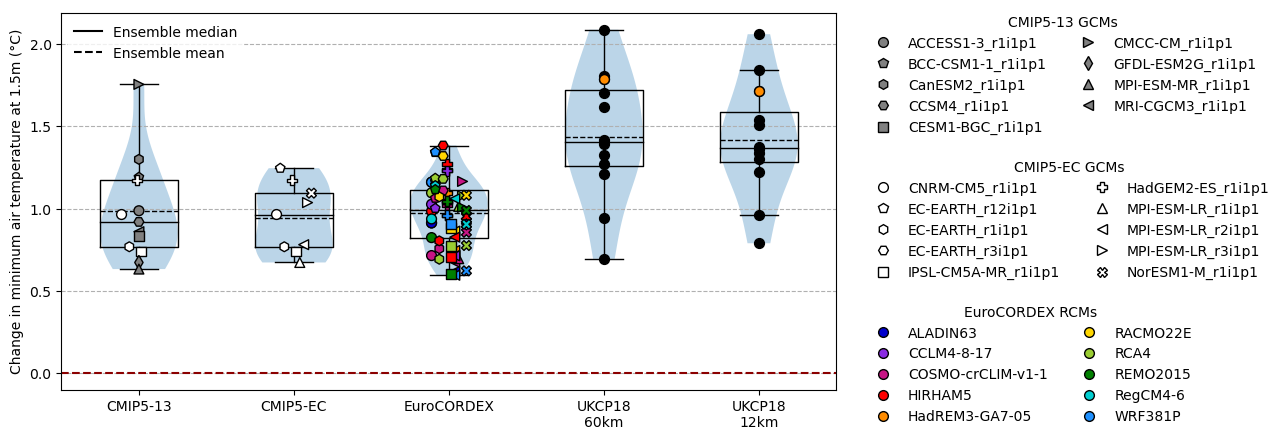 Change in minimum air temperature at 1.5m (°C)
2.0
1.5
1.0
0.5
0.0
Ensemble median
Ensemble mean
CMIP5-13
CMIP5-EC
EuroCORDEX
UKCP18
60km
UKCP18
12km
CMIP5-13 GCMs
ACCESS1-3_r1i1p1
BCC-CSM1-1_r1i1p1
CanESM2_r1i1p1
CCSM4_r1i1p1
CESM1-BGC_r1i1p1
CMCC-CM_r1i1p1
GFDL-ESM2G_r1i1p1
MPI-ESM-MR_r1i1p1
MRI-CGCM3_r1i1p1
CMIP5-EC GCMs
CNRM-CM5_r1i1p1
EC-EARTH_r12i1p1
EC-EARTH_r1i1p1
EC-EARTH_r3i1p1
IPSL-CM5A-MR_r1i1p1
HadGEM2-ES_r1i1p1
MPI-ESM-LR_r1i1p1
MPI-ESM-LR_r2i1p1
MPI-ESM-LR_r3i1p1
NorESM1-M_r1i1p1
EuroCORDEX RCMs
ALADIN63
CCLM4-8-17
COSMO-crCLIM-v1-1
HIRHAM5
HadREM3-GA7-05
RACMO22E
RCA4
REMO2015
RegCM4-6
WRF381P